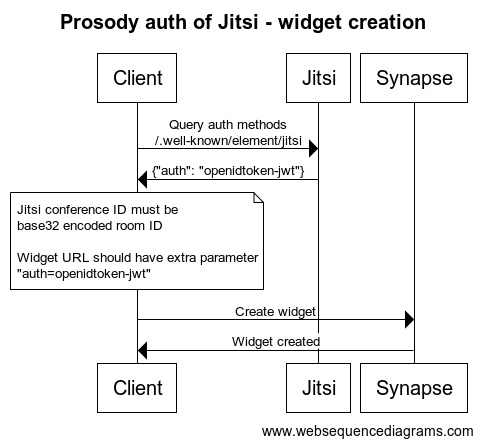 Prosody auth of Jitsi - widget creation
Client
Jitsi
Synapse
Query auth methods
/.well-known/element/jitsi
{"auth": "openidtoken-jwt"}
Jitsi conference ID must be
base32 encoded room ID
Widget URL should have extra parameter
"auth=openidtoken-jwt"
Create widget
Widget created
Client
Jitsi
Synapse
www.websequencediagrams.com